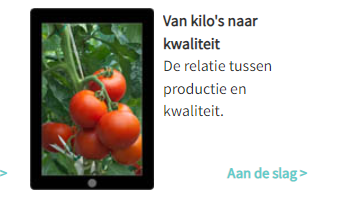 Van kilo's naar
kwaliteit
De relatie tussen
productie en
kwaliteit.
>
Aan de slag >